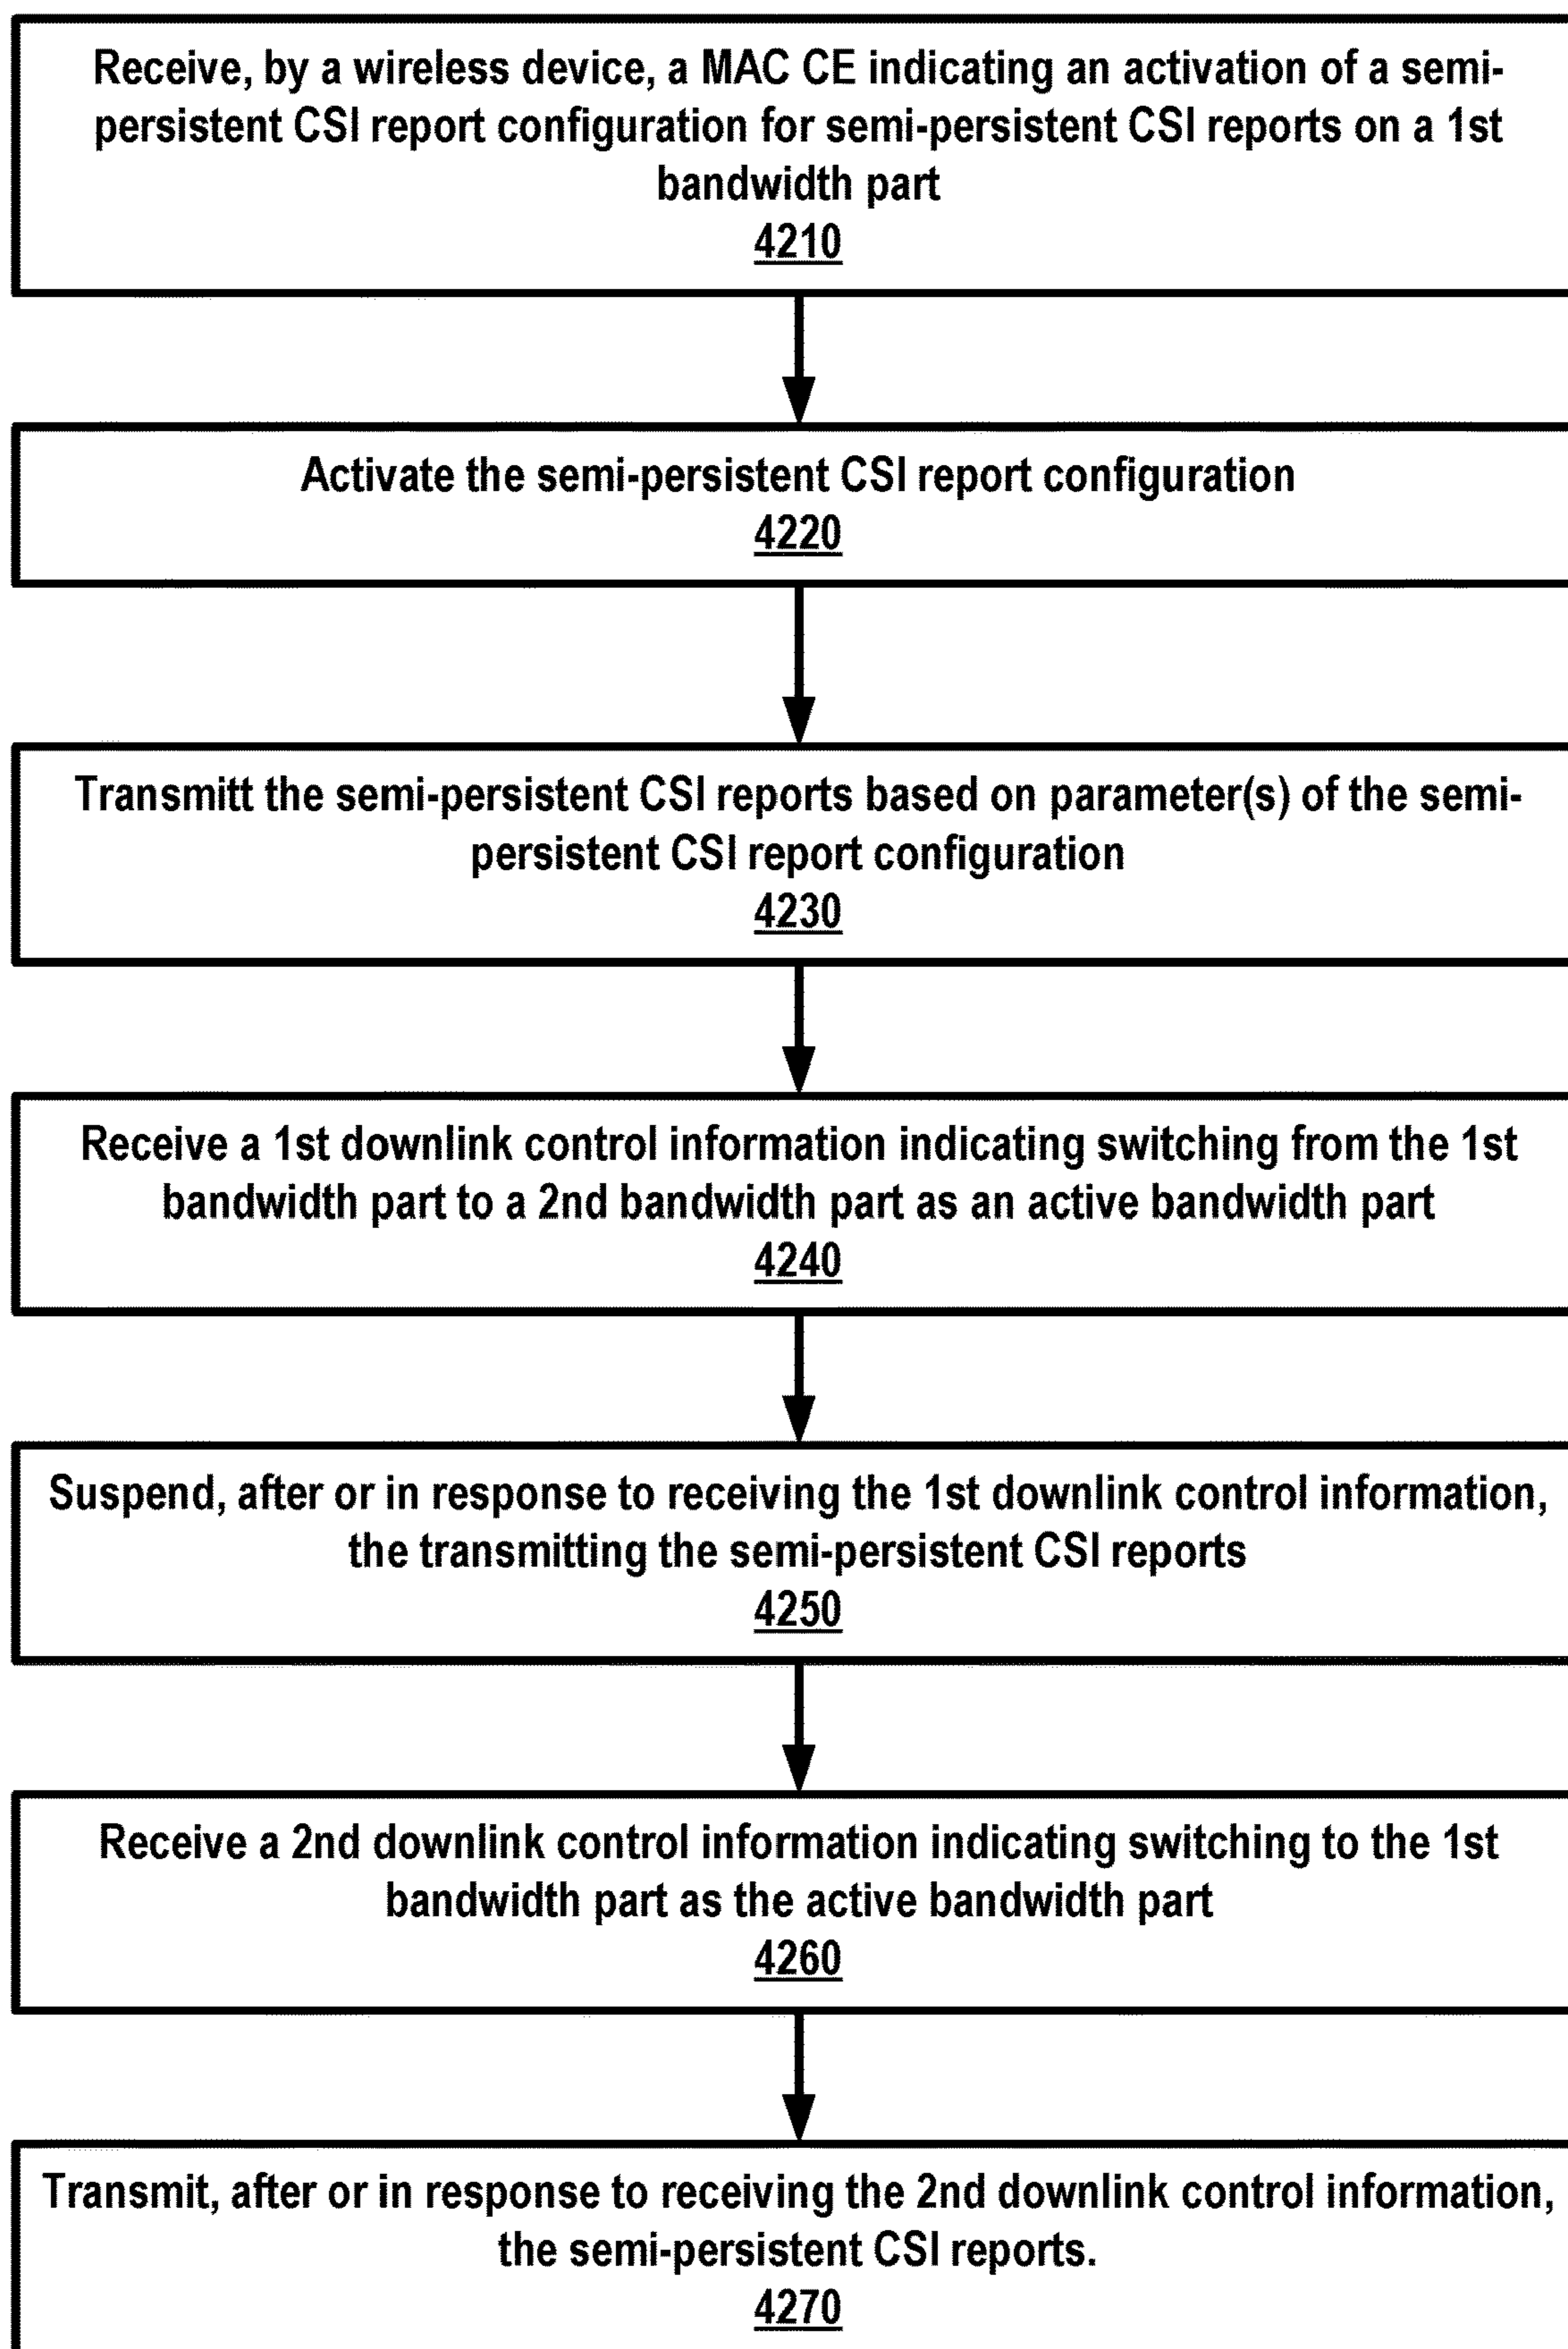 Receive, by a wireless device, a MAC CE indicating an activation of a semi-
persistent CSI report configuration for semi-persistent CSI reports on a 1st
bandwidth part
4210
Activate the semi-persistent CSI report configuration
4220
Transmitt the semi-persistent CSI reports based on parameter(s) of the semi-
persistent CSI report configuration
4230
Receive a 1st downlink control information indicating switching from the 1st
bandwidth part to a 2nd bandwidth part as an active bandwidth part
4240
Suspend, after or in response to receiving the 1st downlink control information,
the transmitting the semi-persistent CSI reports
4250
Receive a 2nd downlink control information indicating switching to the 1st
bandwidth part as the active bandwidth part
4260
Transmit, after or in response to receiving the 2nd downlink control information,
the semi-persistent CSI reports.
4270